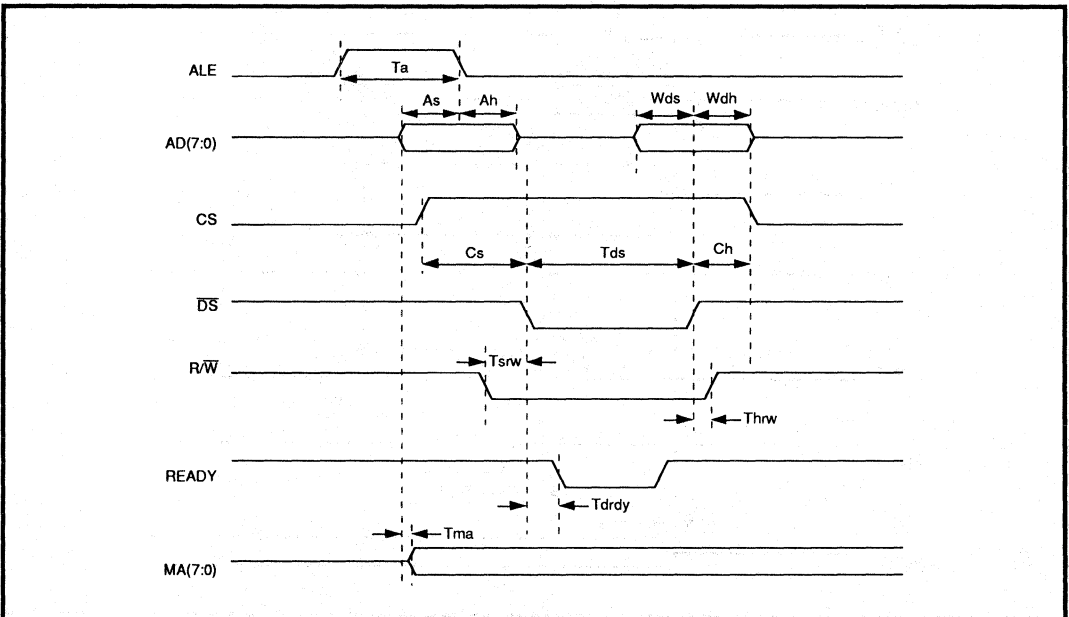 ALE
Ta
As
Ah
Wds
Wdh
AD(7:0)
CS
Cs
Tds
Ch
D̅S̅
Tsrw
R/W̅
Thrw
READY
Tdrdy
Tma
MA(7:0)